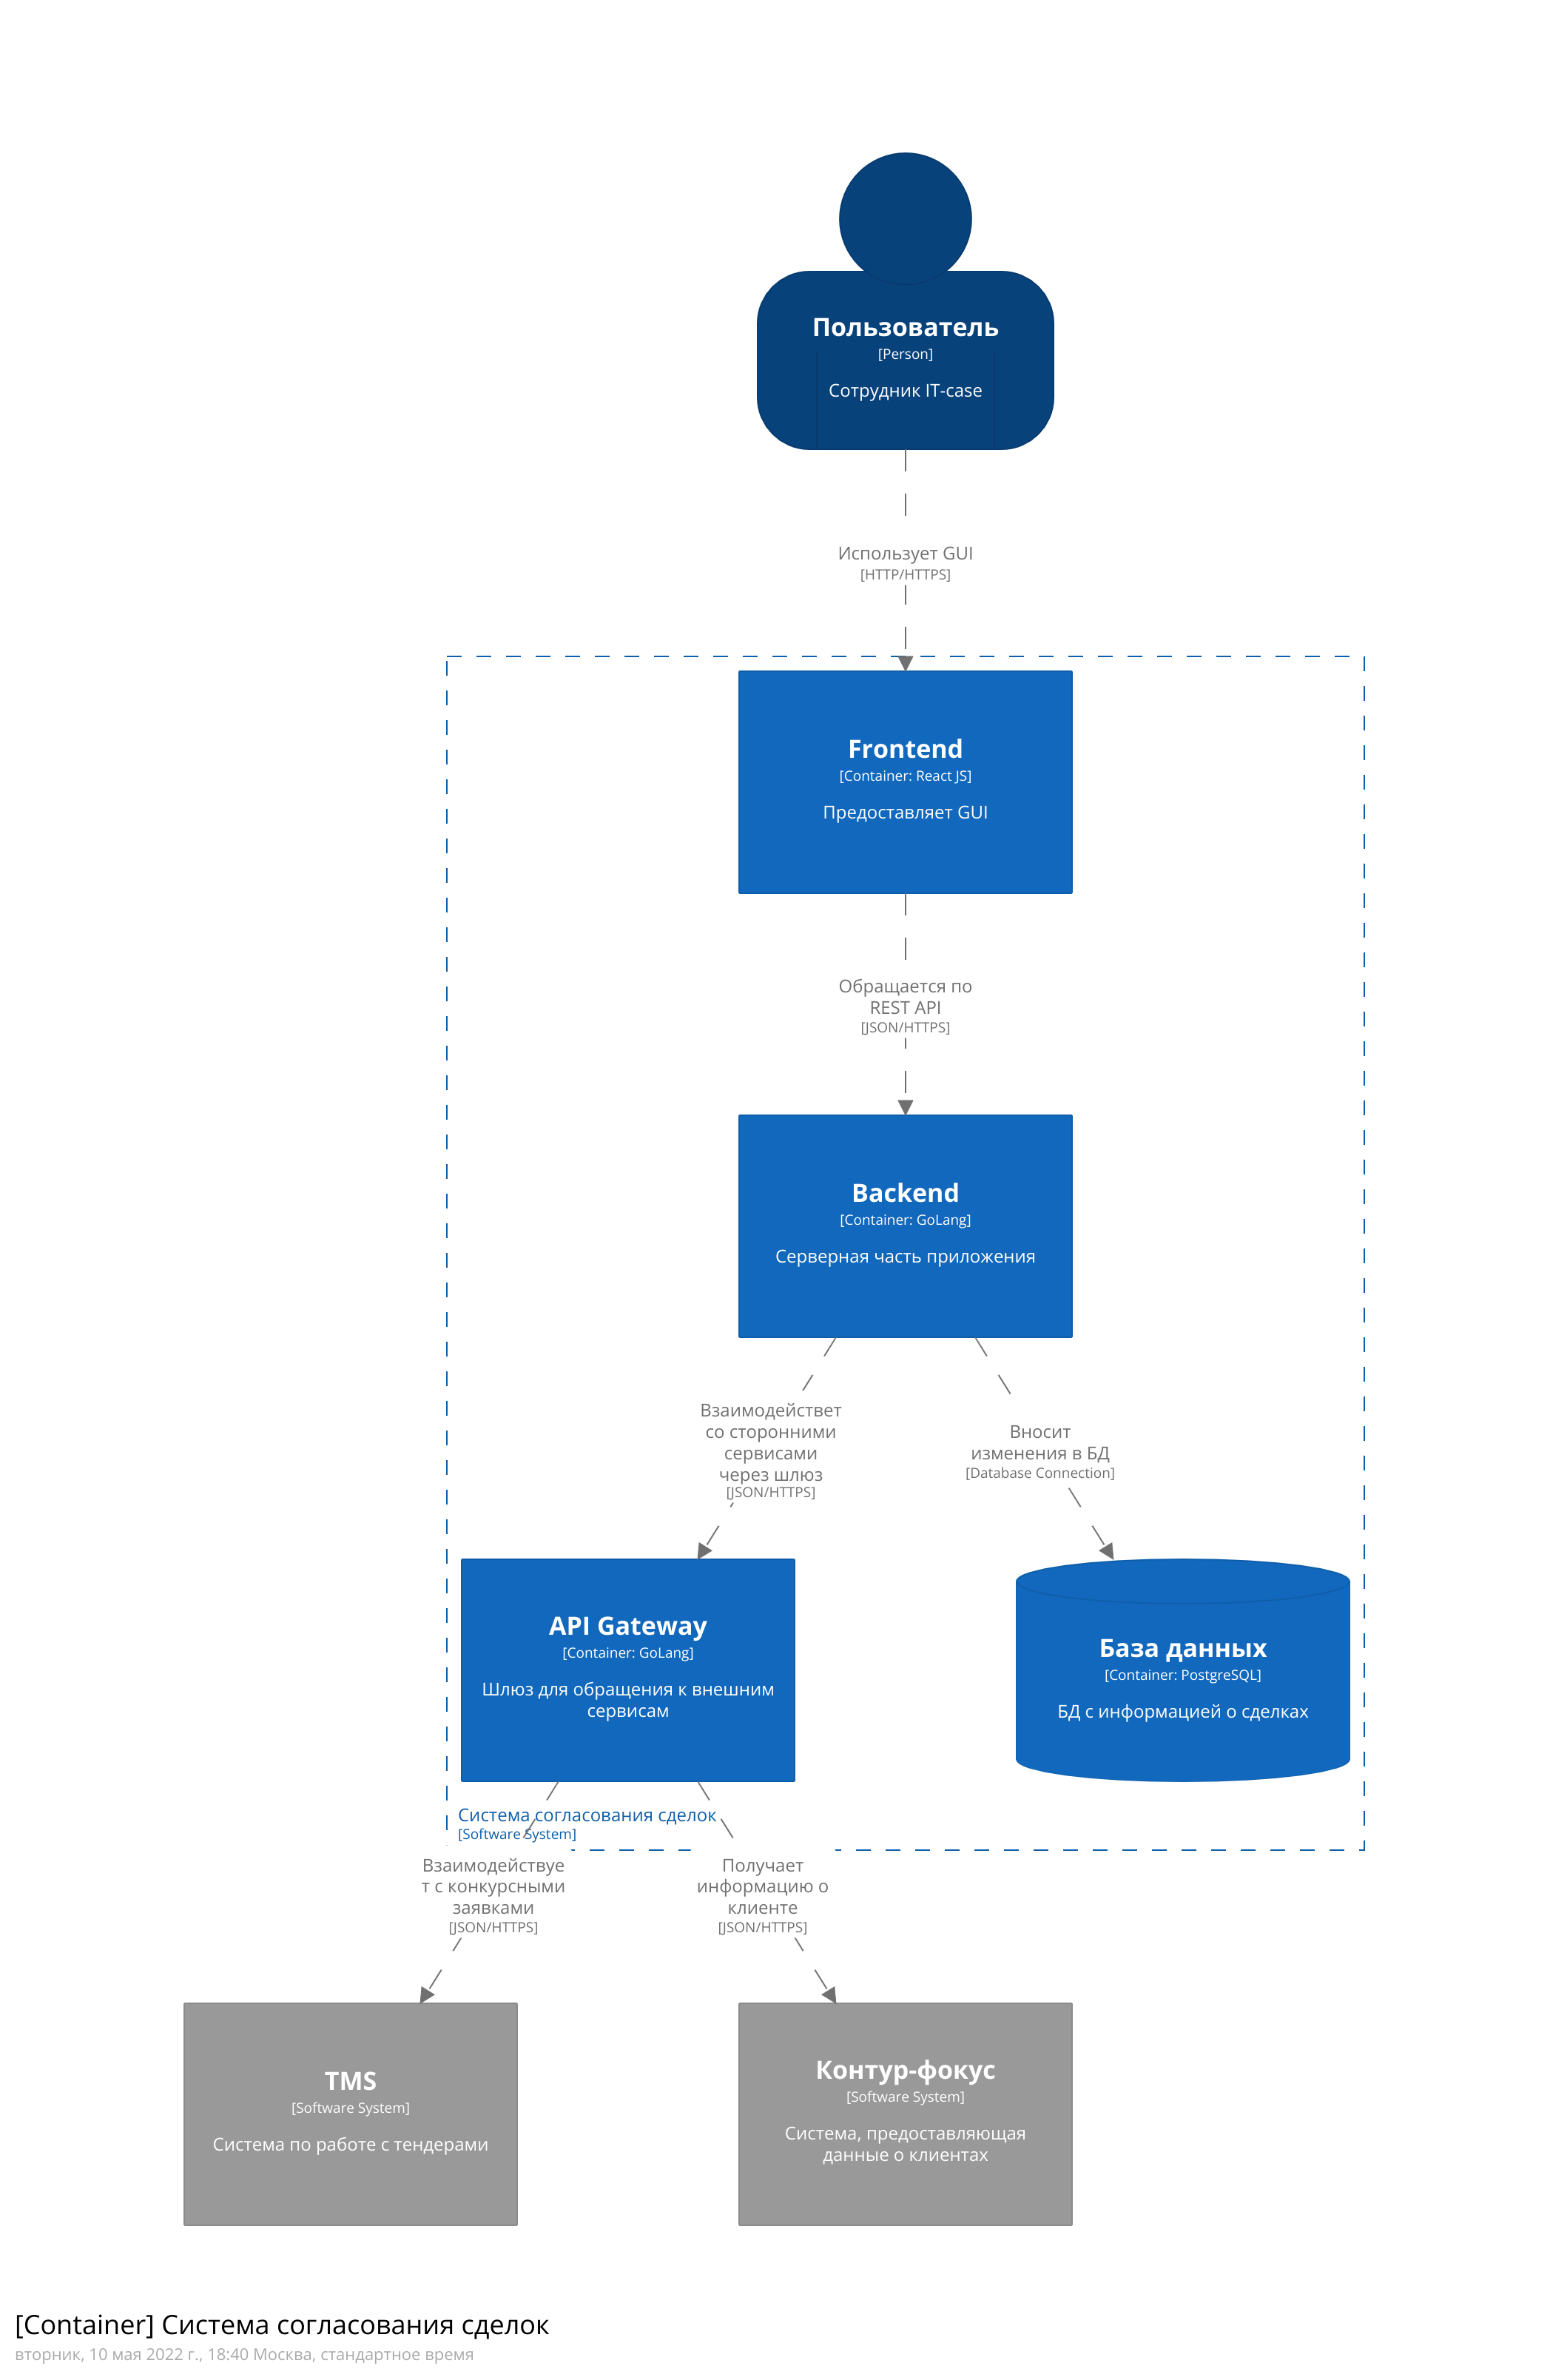 Пользователь
[Person]
Сотрудник IT-case
Использует GUI
[HTTP/HTTPS]
Frontend
[Container: React JS]
Предоставляет GUI
Обращается по
REST API
[JSON/HTTPS]
Backend
[Container: GoLang]
Серверная часть приложения
Взаимодействет
со сторонними
сервисами
через шлюз
[JSON/HTTPS]
Вносит
изменения в БД
[Database Connection]
API Gateway
[Container: GoLang]
Шлюз для обращения к внешним
сервисам
База данных
[Container: PostgreSQL]
БД с информацией о сделках
Система согласования сделок
[Software System]
Взаимодействуе
т с конкурсными
заявками
[JSON/HTTPS]
Получает
информацию о
клиенте
[JSON/HTTPS]
TMS
[Software System]
Система по работе с тендерами
Контур-фокус
[Software System]
Система, предоставляющая
данные о клиентах
[Container] Система согласования сделок
вторник, 10 мая 2022 г., 18:40 Москва, стандартное время